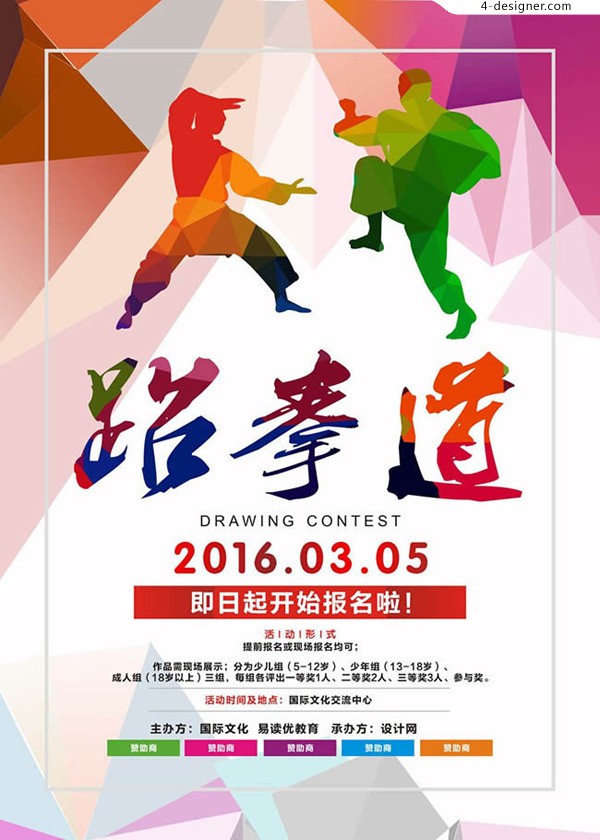 4-designer.com
跆拳道
DRAWING CONTEST
2016.03.05
即日起开始报名啦!
活 | 动 | 形 | 式
提前报名或现场报名均可;
作品需现场展示;分为少儿组(5-12岁)、少年组(13-18岁)、
成人组(18岁以上)三组,每组各评出一等奖1人、二等奖2人、三等奖3人、参与奖。
活动时间及地点:国际文化交流中心
主办方:国际文化 易读优教育 承办方:设计网
赞助商 赞助商 赞助商 赞助商 赞助商